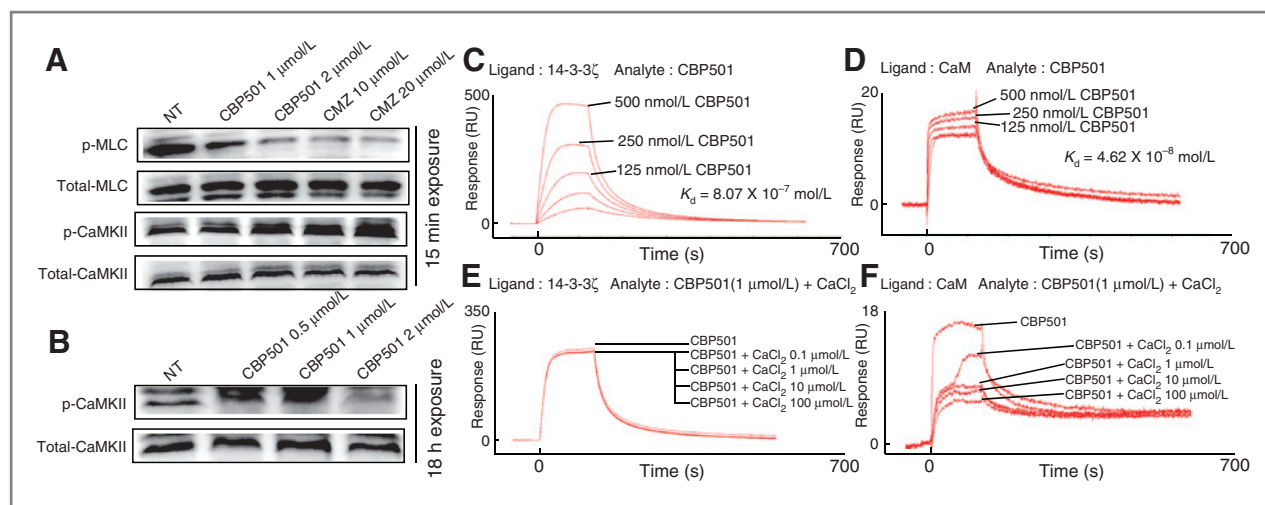 A
NT
CBP501 1 μmol/L
CBP501 2 μmol/L
CMZ 10 μmol/L
CMZ 20 μmol/L
p-MLC
Total-MLC
p-CaMKII
Total-CaMKII
15 min exposure
B
NT
CBP501 0.5 μmol/L
CBP501 1 μmol/L
CBP501 2 μmol/L
p-CaMKII
Total-CaMKII
18 h exposure
C
Ligand : 14-3-3ζ Analyte : CBP501
500
Response (RU)
0
500 nmol/L CBP501
250 nmol/L CBP501
125 nmol/L CBP501
Kd = 8.07 X 10⁻⁷ mol/L
0
Time (s)
700
D
Ligand : CaM Analyte : CBP501
20
Response (RU)
0
500 nmol/L CBP501
250 nmol/L CBP501
125 nmol/L CBP501
Kd = 4.62 X 10⁻⁸ mol/L
0
Time (s)
700
E
Ligand : 14-3-3ζ Analyte : CBP501(1 μmol/L) + CaCl₂
350
Response (RU)
0
CBP501
CBP501 + CaCl₂ 0.1 μmol/L
CBP501 + CaCl₂ 1 μmol/L
CBP501 + CaCl₂ 10 μmol/L
CBP501 + CaCl₂ 100 μmol/L
0
Time (s)
700
F
Ligand : CaM Analyte : CBP501(1 μmol/L) + CaCl₂
18
Response (RU)
0
CBP501
CBP501 + CaCl₂ 0.1 μmol/L
CBP501 + CaCl₂ 1 μmol/L
CBP501 + CaCl₂ 10 μmol/L
CBP501 + CaCl₂ 100 μmol/L
0
Time (s)
700